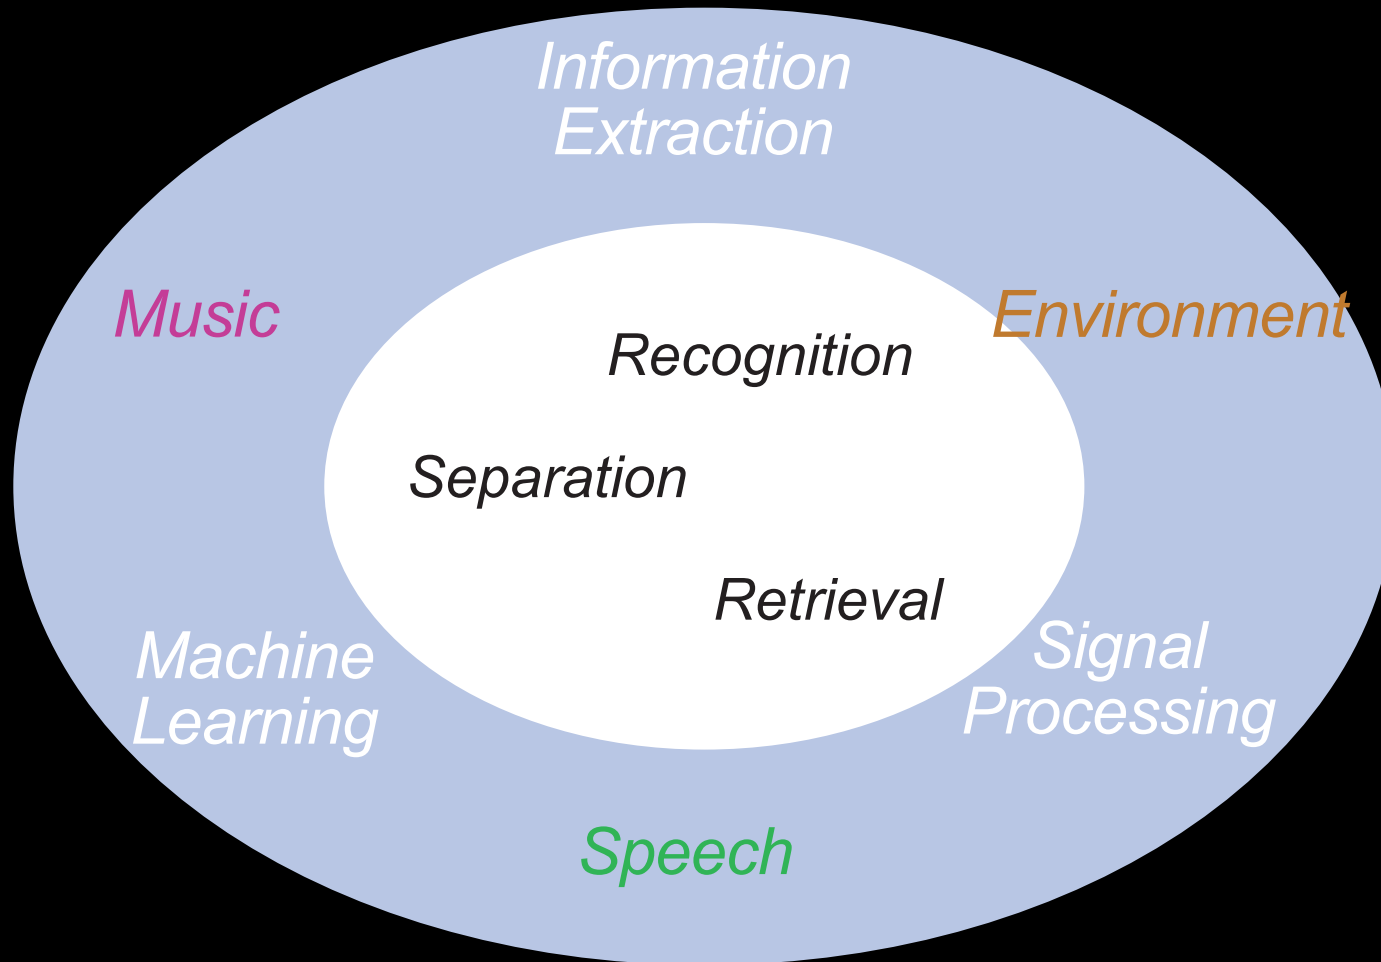 Information
Extraction
Music
Environment
Recognition
Separation
Retrieval
Machine
Learning
Signal
Processing
Speech